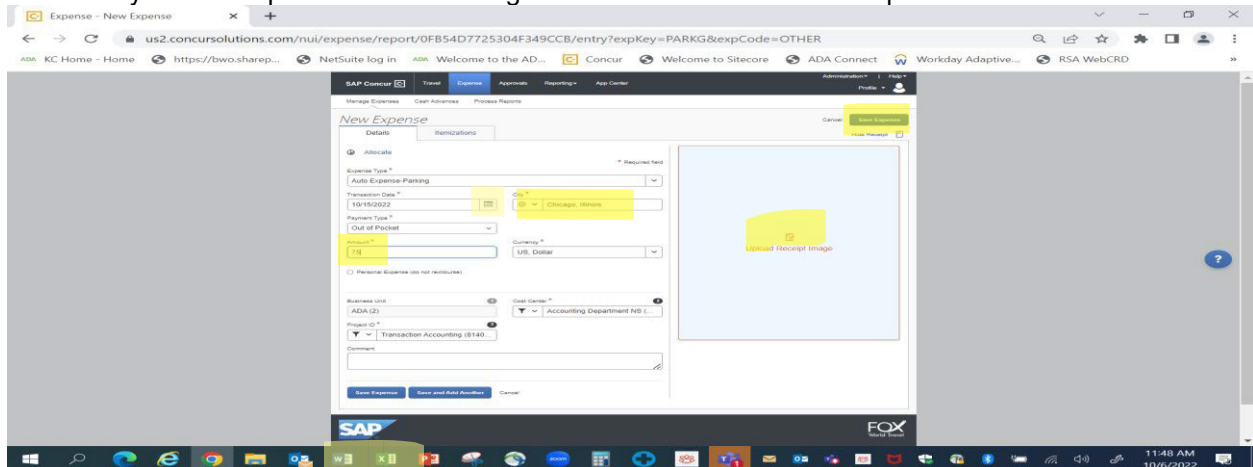 Expense - New Expense
us2.concursolutions.com/nui/expense/report/0FB54D7725304F349CCB/entry?expKey=PARKG&expCode=OTHER
ADA KC Home - Home https://bwo.sharep... NetSuite log in ADA Welcome to the AD... Concur Welcome to Sitecore ADA Connect Workday Adaptive... RSA WebCRD »
SAP Concur C Travel Expense Approvals Reporting App Center Administration | Help
Profile
Manage Expenses Cash Advances Process Reports
New Expense Cancel Save Expense
Details Itemizations Hide Receipt
Allocate
* Required field
Expense Type *
Auto Expense-Parking
Transaction Date * City *
10/15/2022 Chicago, Illinois
Payment Type *
Out of Pocket
Amount * Currency *
75 US, Dollar
Upload Receipt Image
Personal Expense (do not reimburse)
?
Business Unit Cost Center *
ADA (2) Accounting Department NS (...
Project ID *
Transaction Accounting (8140...
Comment
Save Expense Save and Add Another Cancel
SAP FOX
World Travel
11:48 AM
10/6/2022